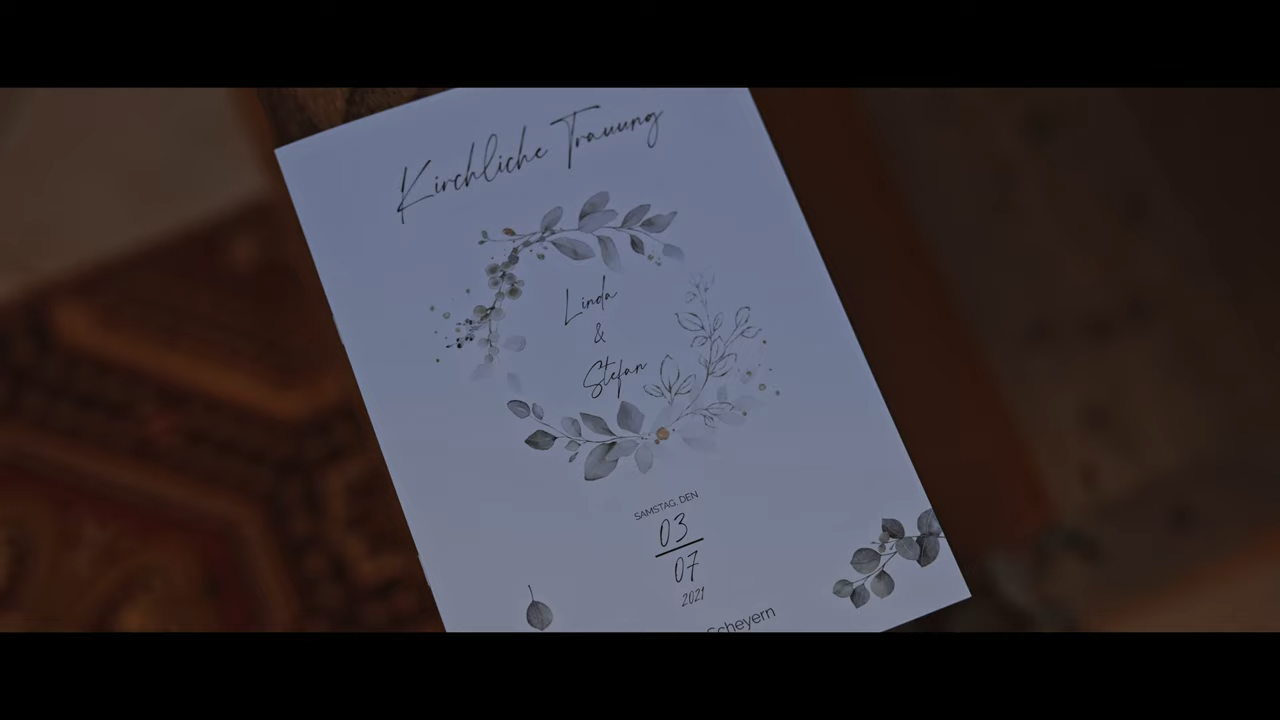 Kirchliche Trauung
Linda
&
Stefan
SAMSTAG, DEN
03
07
2021
Scheyern